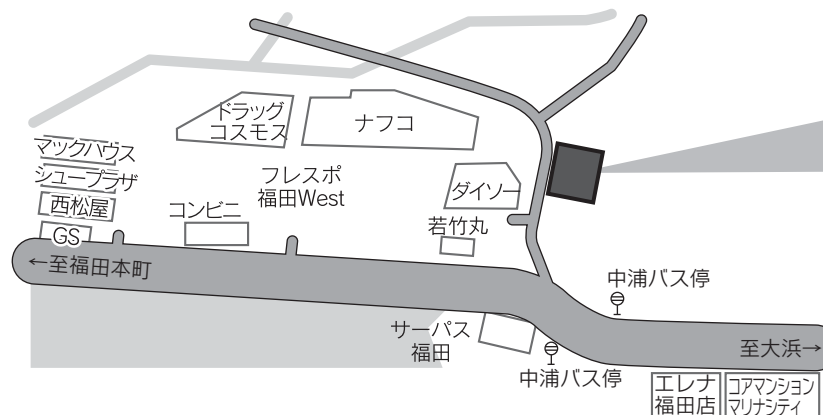 ドラッグ
コスモス
ナフコ
マックハウス
シュープラザ
西松屋
GS
コンビニ
フレスポ
福田West
ダイソー
若竹丸
←至福田本町
中浦バス停
サーパス
福田
中浦バス停
至大浜→
エレナ
福田店
コアマンション
マリナシティ